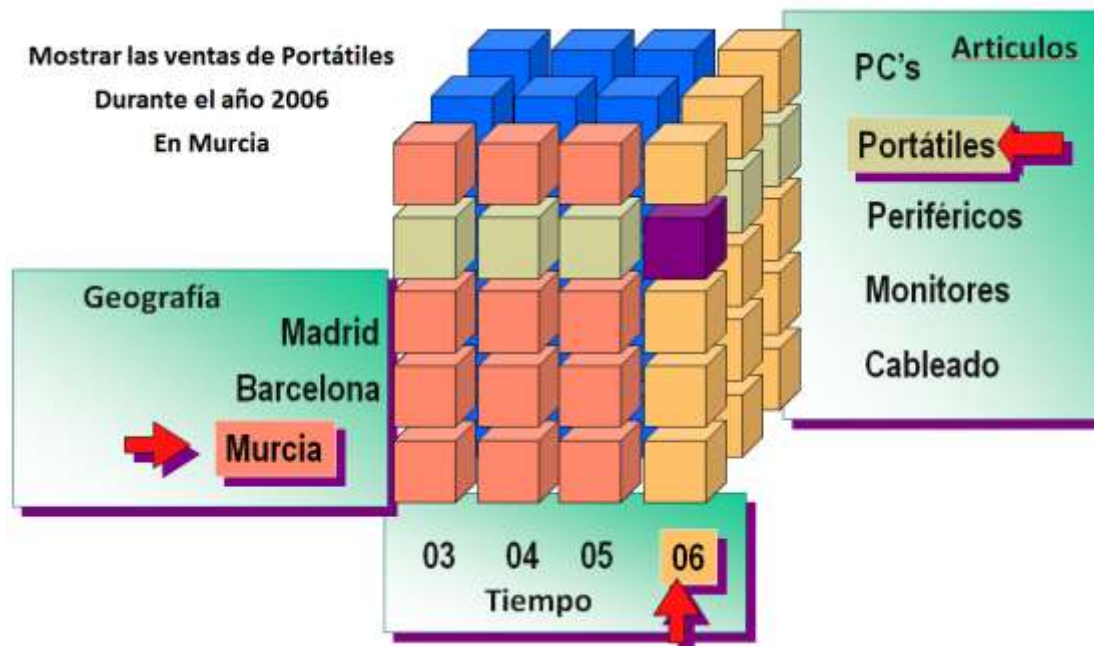 Mostrar las ventas de Portátiles
Durante el año 2006
En Murcia
Articulos
PC's
Portátiles
Periféricos
Monitores
Cableado
Geografía
Madrid
Barcelona
Murcia
03 04 05 06
Tiempo